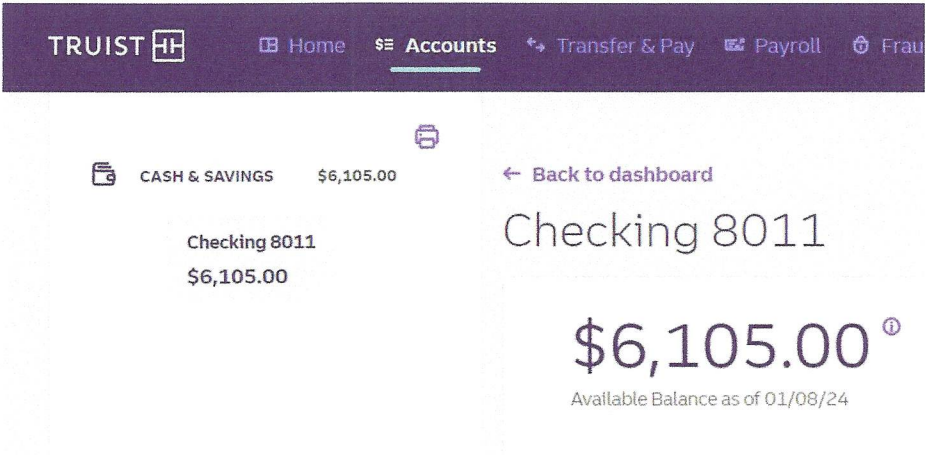 TRUIST
Home
Accounts
Transfer & Pay
Payroll
CASH & SAVINGS $6,105.00
Checking 8011
$6,105.00
Back to dashboard
Checking 8011
$6,105.00
Available Balance as of 01/08/24